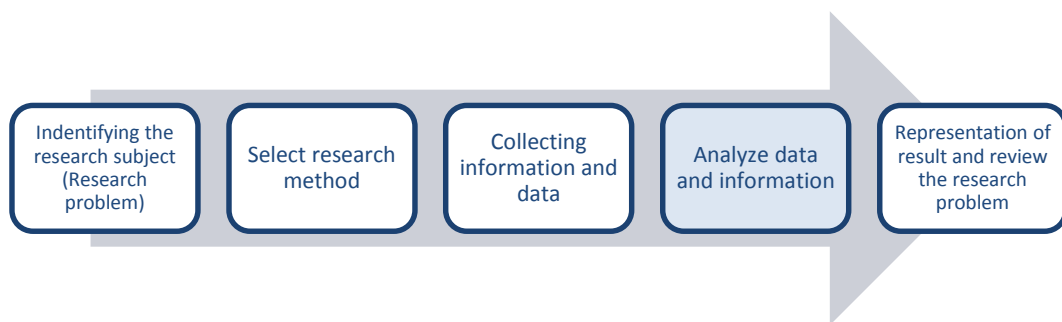 Indentifying the
research subject
(Research
problem)
Select research
method
Collecting
information and
data
Analyze data
and information
Representation of
result and review
the research
problem